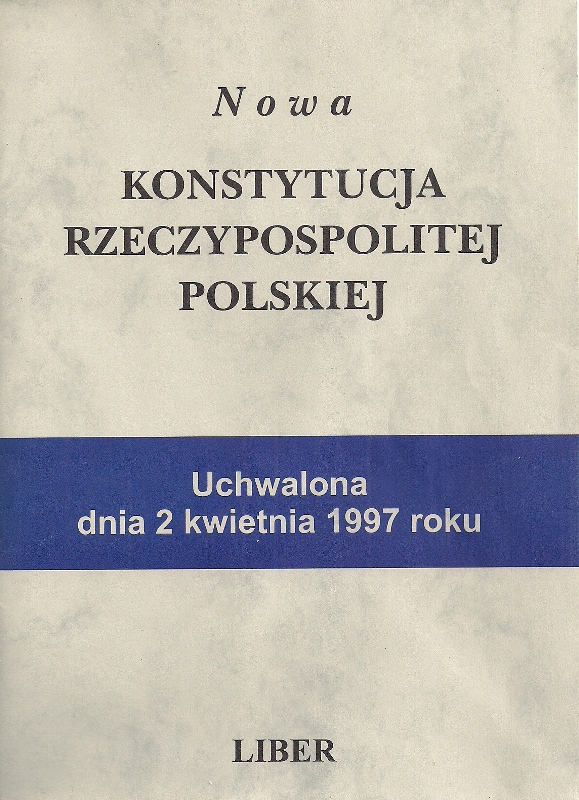 Nowa
KONSTYTUCJA
RZECZYPOSPOLITEJ
POLSKIEJ
Uchwalona
dnia 2 kwietnia 1997 roku
LIBER